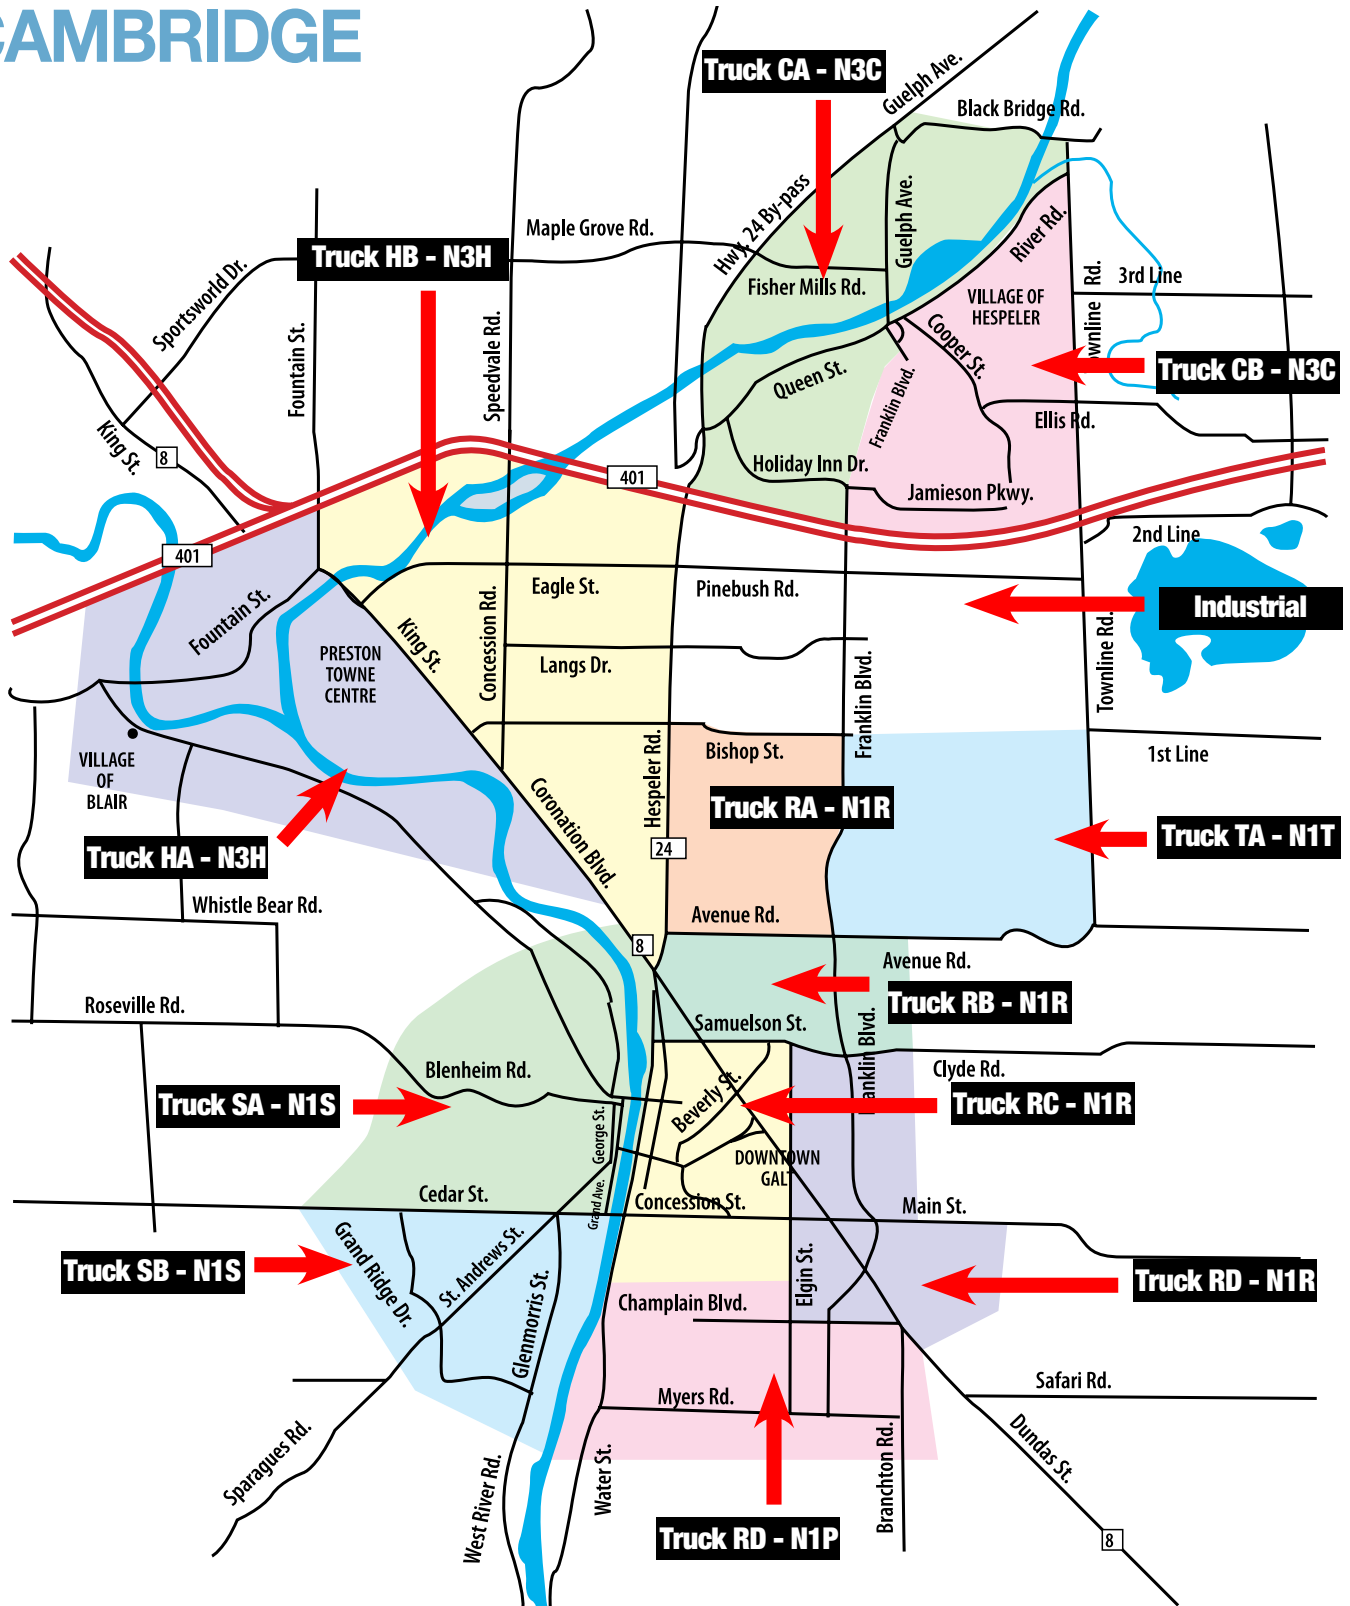 CAMBRIDGE
Truck CA - N3C
Guelph Ave.
Black Bridge Rd.
Hwy. 24 By-pass
Guelph Ave.
Maple Grove Rd.
River Rd.
Truck HB - N3H
Sportsworld Dr.
Fisher Mills Rd.
VILLAGE OF
HESPELER
Rd.
3rd Line
Fountain St.
Speedvale Rd.
Cooper St.
ownline
Truck CB - N3C
Queen St.
Franklin Blvd.
Ellis Rd.
King St.
8
Holiday Inn Dr.
401
Jamieson Pkwy.
2nd Line
401
Eagle St.
Pinebush Rd.
Industrial
Fountain St.
King St.
Concession Rd.
PRESTON
TOWNE
CENTRE
Langs Dr.
Franklin Blvd.
Townline Rd.
VILLAGE
OF
BLAIR
Hespeler Rd.
Bishop St.
1st Line
Coronation Blvd.
Truck RA - N1R
24
Truck TA - N1T
Truck HA - N3H
Whistle Bear Rd.
Avenue Rd.
8
Avenue Rd.
Truck RB - N1R
Roseville Rd.
Samuelson St.
anklin Blvd.
Blenheim Rd.
Clyde Rd.
Truck SA - N1S
Beverly St.
Truck RC - N1R
George St.
DOWNTOWN
GALT
Cedar St.
Grand Ave.
Concession St.
Main St.
Grand Ridge Dr.
St. Andrews St.
Truck SB - N1S
Glenmorris St.
Elgin St.
Truck RD - N1R
Champlain Blvd.
Myers Rd.
Safari Rd.
Sparagues Rd.
West River Rd.
Water St.
Branchton Rd.
Dundas St.
Truck RD - N1P
8